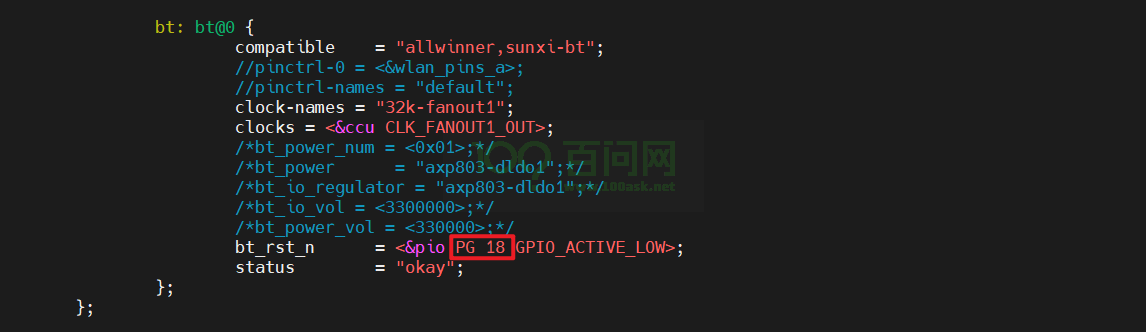 bt: bt@0 {
compatible = "allwinner,sunxi-bt";
//pinctrl-0 = <&wlan_pins_a>;
//pinctrl-names = "default";
clock-names = "32k-fanout1";
clocks = <&ccu CLK_FANOUT1_OUT>;
/*bt_power_num = <0x01>;*/
/*bt_power = "axp803-dldo1";*/
/*bt_io_regulator = "axp803-dldo1";*/
/*bt_io_vol = <3300000>;*/
/*bt_power_vol = <330000>;*/
bt_rst_n = <&pio PG 18 GPIO_ACTIVE_LOW>;
status = "okay";
};
};
百问网
www.100ask.net